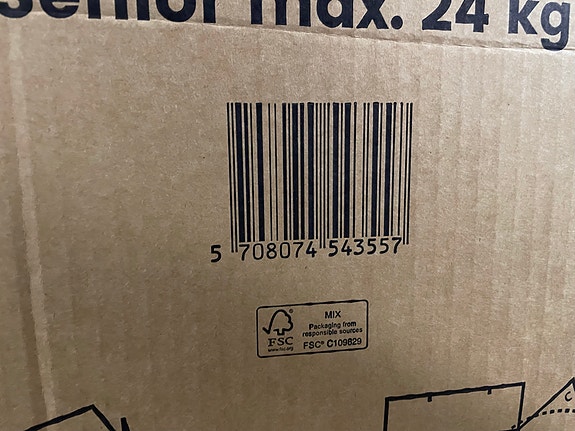 senior max. 24 kg
5 708074 543557
FSC
www.fsc.org
MIX
Packaging from
responsible sources
FSC® C109829
C